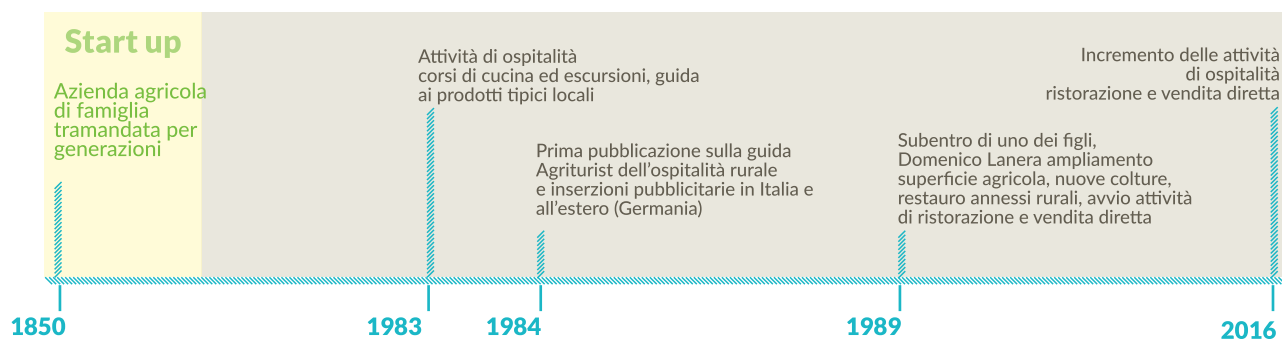 Start up
Azienda agricola
di famiglia
tramandata per
generazioni
Attività di ospitalità
corsi di cucina ed escursioni, guida
ai prodotti tipici locali
Prima pubblicazione sulla guida
Agriturist dell'ospitalità rurale
e inserzioni pubblicitarie in Italia e
all'estero (Germania)
Subentro di uno dei figli,
Domenico Lanera ampliamento
superficie agricola, nuove colture,
restauro annessi rurali, avvio attività
di ristorazione e vendita diretta
Incremento delle attività
di ospitalità
ristorazione e vendita diretta
1850
1983
1984
1989
2016